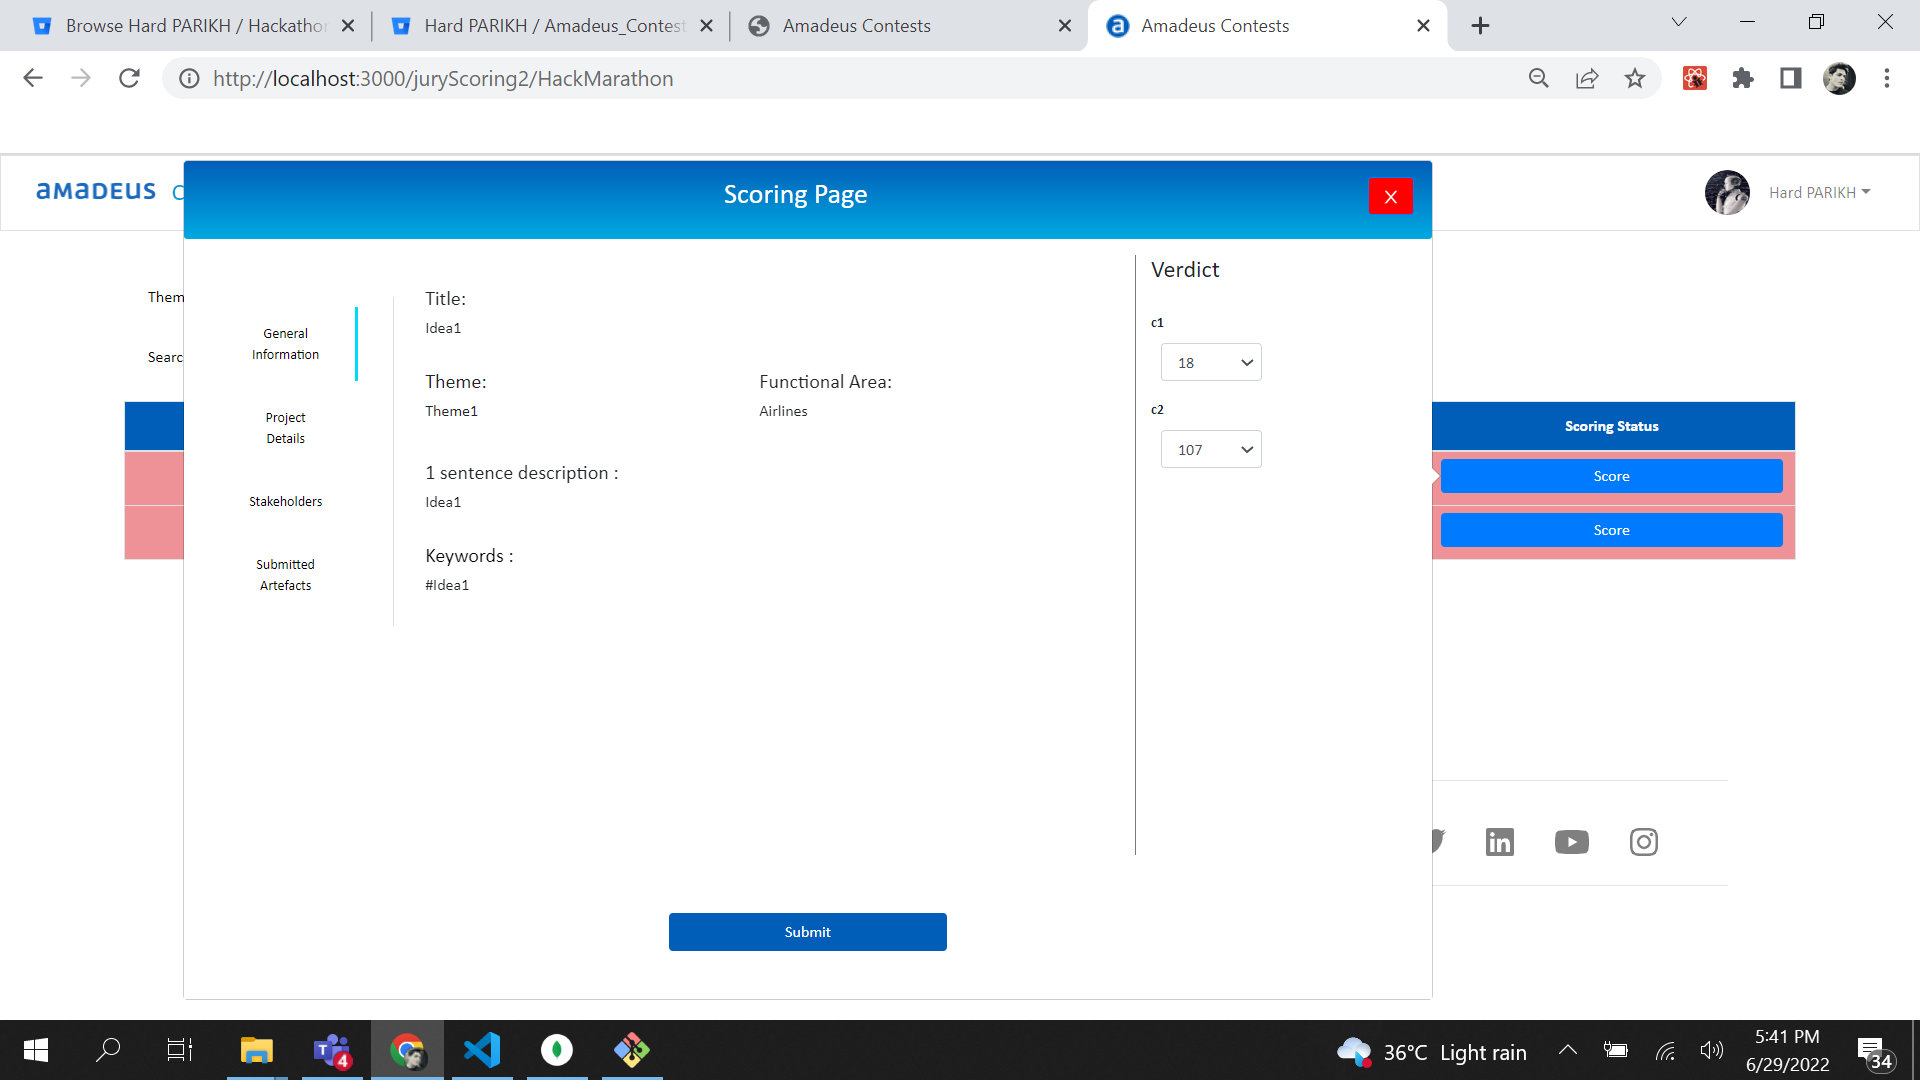 Browse Hard PARIKH / Hackatho
Hard PARIKH / Amadeus_Contest
Amadeus Contests
Amadeus Contests
http://localhost:3000/juryScoring2/HackMarathon
amadeus
Scoring Page
X
Hard PARIKH
Them
Searc
General
Information
Project
Details
Stakeholders
Submitted
Artefacts
Title:
Idea1
Theme:
Theme1
Functional Area:
Airlines
1 sentence description :
Idea1
Keywords :
#Idea1
Verdict
c1
18
c2
107
Scoring Status
Score
Score
Submit
4
36°C Light rain
5:41 PM
6/29/2022
34